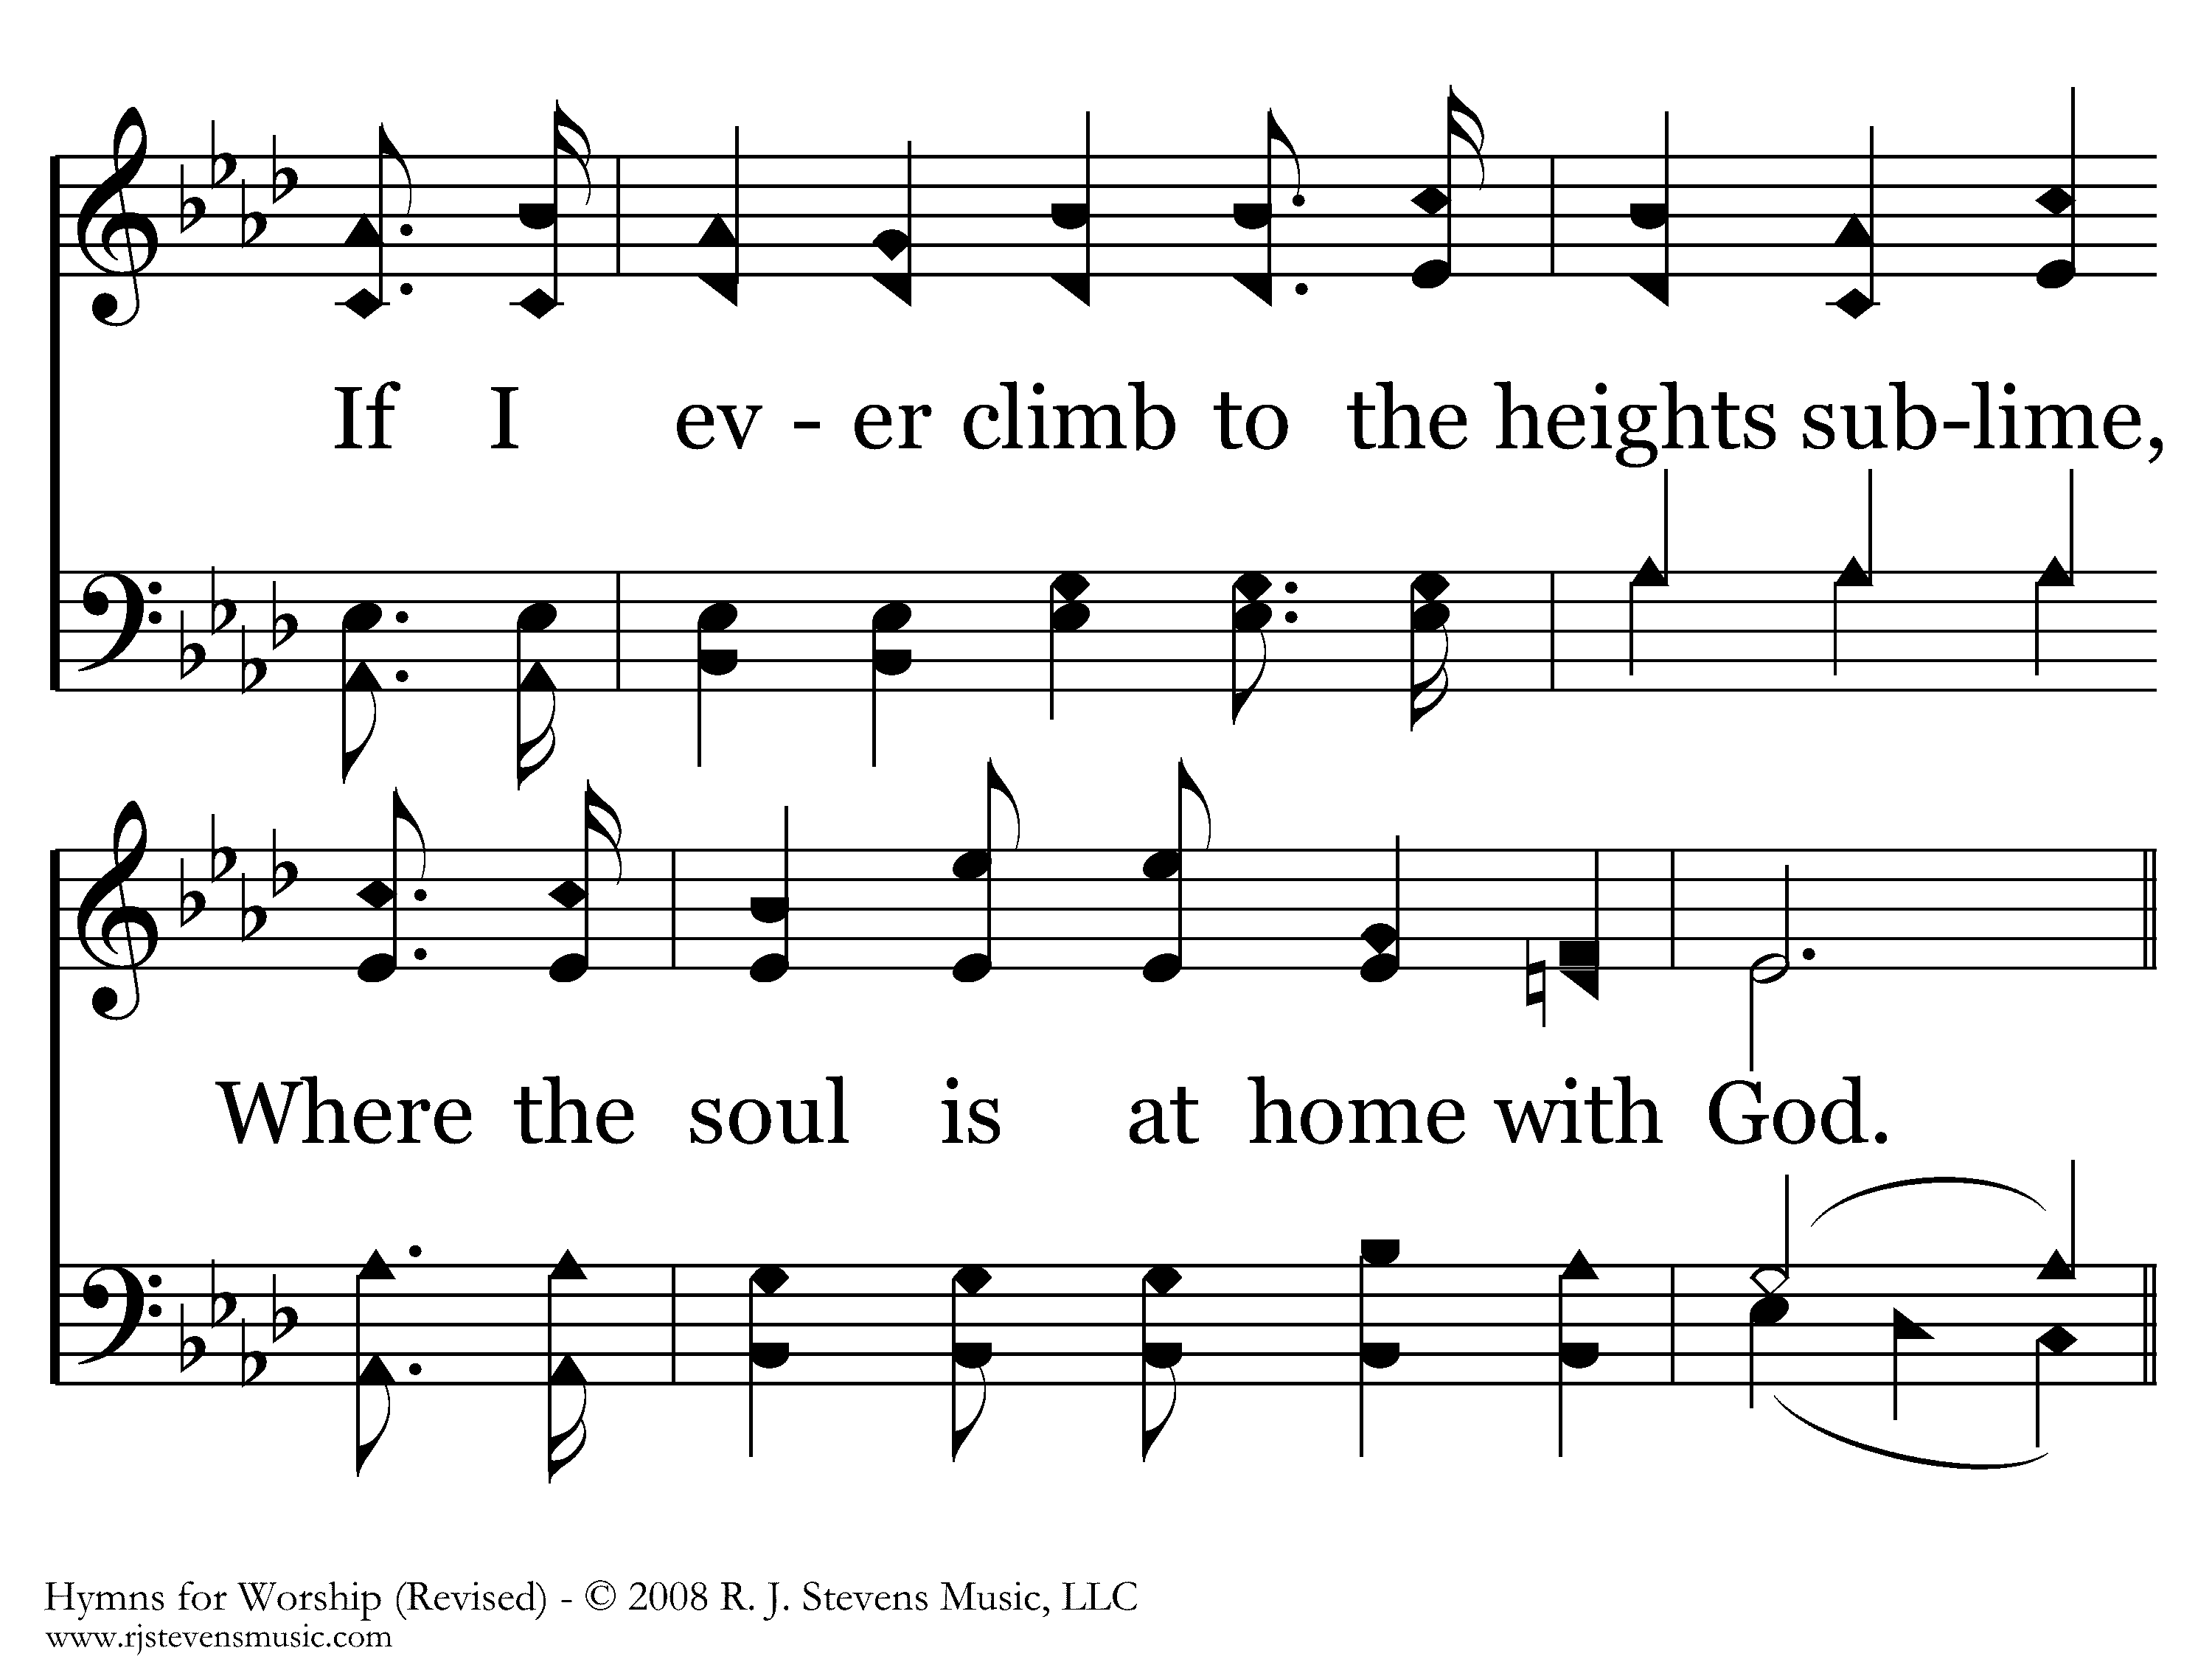 If I ev - er climb to the heights sub-lime,
Where the soul is at home with God.
Hymns for Worship (Revised) - © 2008 R. J. Stevens Music, LLC
www.rjstevensmusic.com